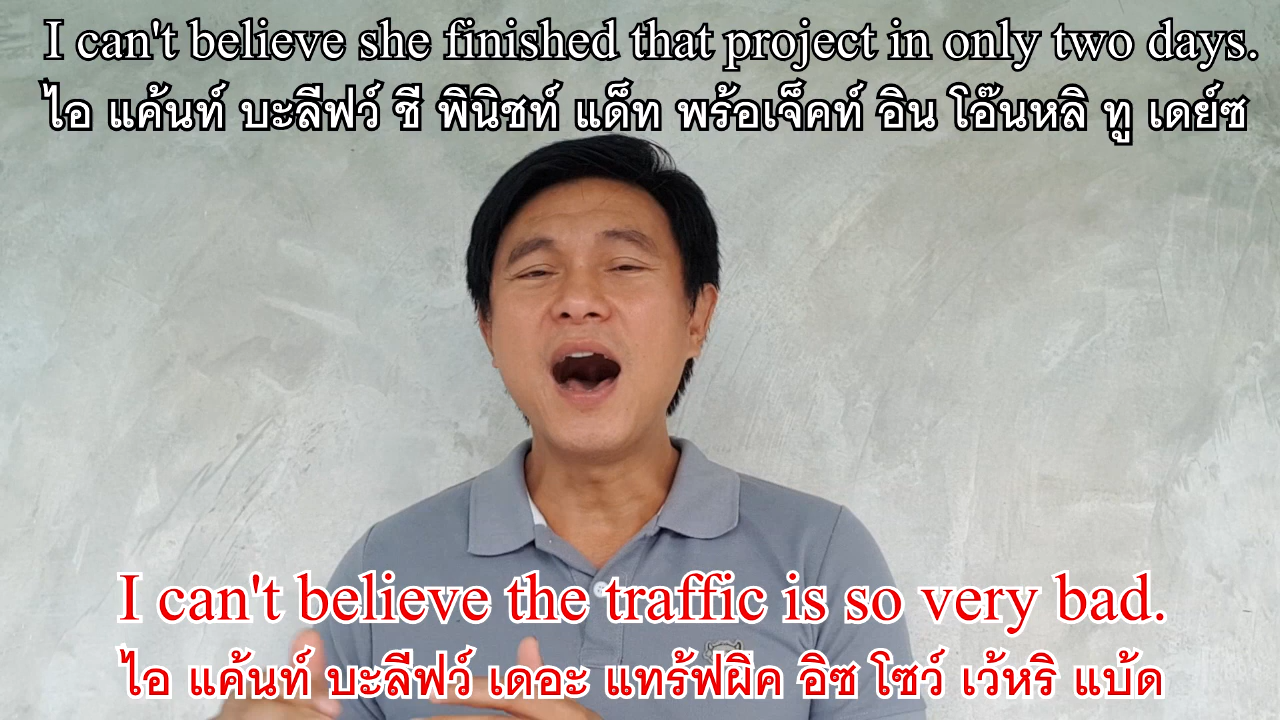 I can't believe she finished that project in only two days.
ไอ แค้นท์ บะลีฟว์ ชี พินิชท์ แด็ท พร้อเจ็คท์ อิน โอ๊นหลิ ทู เดย์ซ
I can't believe the traffic is so very bad.
ไอ แค้นท์ บะลีฟว์ เดอะ แทร้ฟผิค อิซ โซว์ เว้หริ แบ้ด